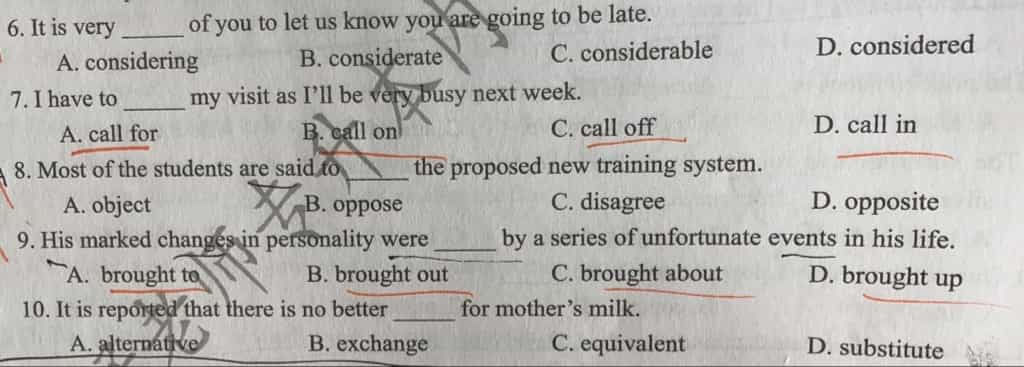 6. It is very _____ of you to let us know you are going to be late.
A. considering B. considerate C. considerable D. considered
7. I have to _____ my visit as I'll be very busy next week.
A. call for B. call on C. call off D. call in
8. Most of the students are said to _____ the proposed new training system.
A. object B. oppose C. disagree D. opposite
9. His marked changes in personality were _____ by a series of unfortunate events in his life.
A. brought to B. brought out C. brought about D. brought up
10. It is reported that there is no better _____ for mother's milk.
A. alternative B. exchange C. equivalent D. substitute